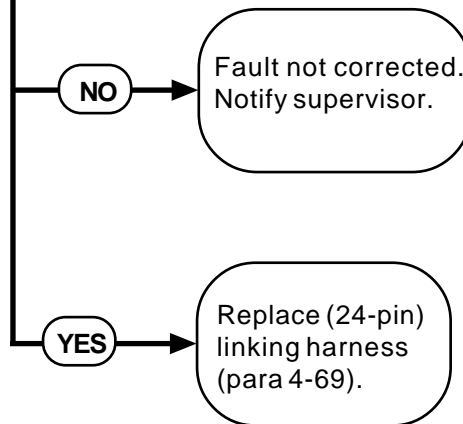 NO
Fault not corrected.
Notify supervisor.
YES
Replace (24-pin)
linking harness
(para 4-69).